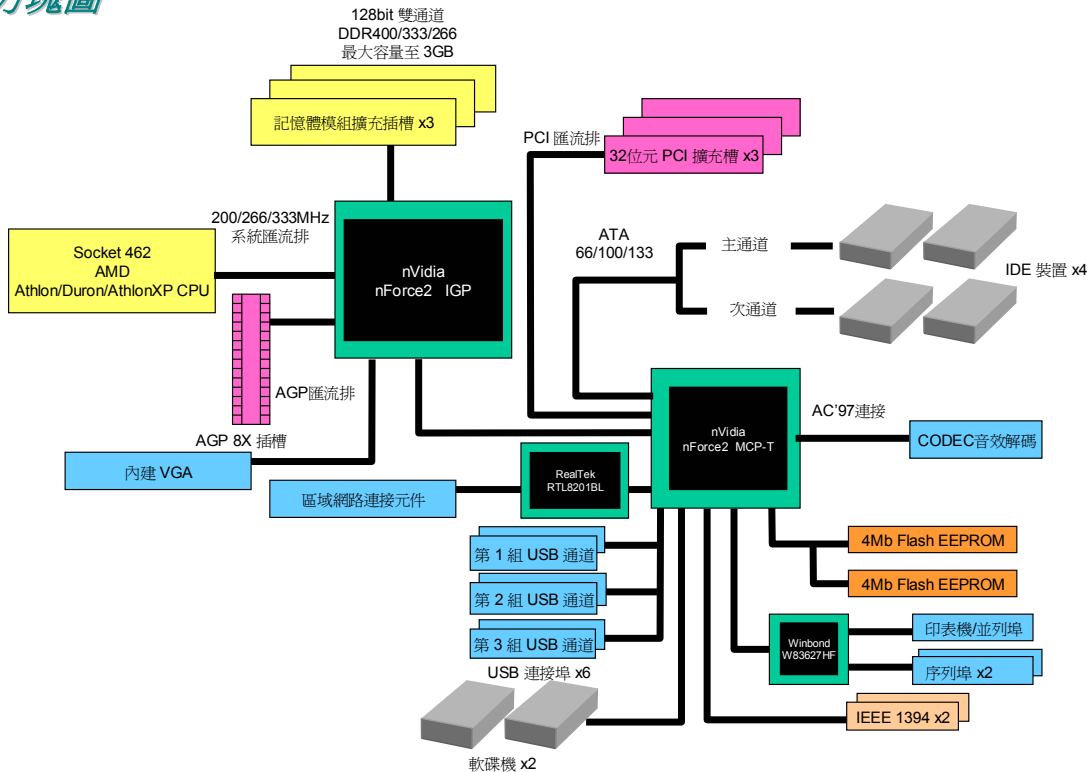 方塊圖
128bit 雙通道
DDR400/333/266
最大容量至 3GB
記憶體模組擴充插槽 x3
PCI 匯流排
32位元 PCI 擴充槽 x3
200/266/333MHz
系統匯流排
Socket 462
AMD
Athlon/Duron/AthlonXP CPU
nVidia
nForce2 IGP
ATA
66/100/133
主通道
次通道
IDE 裝置 x4
AGP匯流排
AGP 8X 插槽
內建 VGA
nVidia
nForce2 MCP-T
AC'97連接
CODEC音效解碼
RealTek
RTL8201BL
區域網路連接元件
第 1 組 USB 通道
第 2 組 USB 通道
第 3 組 USB 通道
USB 連接埠 x6
4Mb Flash EEPROM
4Mb Flash EEPROM
Winbond
W83627HF
印表機/並列埠
序列埠 x2
IEEE 1394 x2
軟碟機 x2